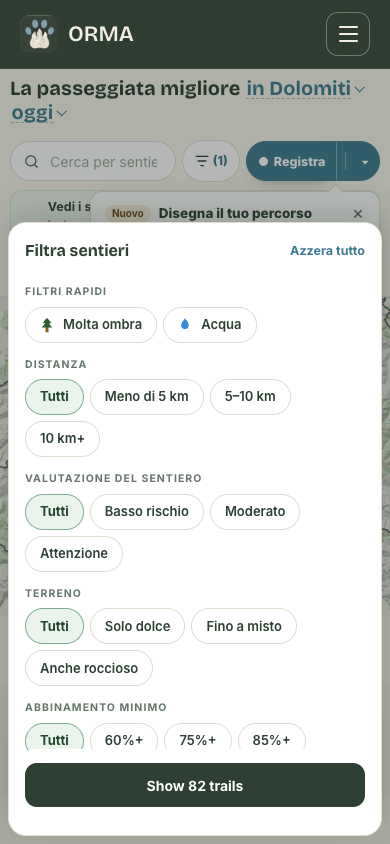 ORMA
La passeggiata migliore in Dolomiti
oggi
Cerca per sentie
(1)
Registra
Vedi i s
Nuovo Disegna il tuo percorso
Filtra sentieri
Azzera tutto
FILTRI RAPIDI
Molta ombra
Acqua
DISTANZA
Tutti
Meno di 5 km
5–10 km
10 km+
VALUTAZIONE DEL SENTIERO
Tutti
Basso rischio
Moderato
Attenzione
TERRENO
Tutti
Solo dolce
Fino a misto
Anche roccioso
ABBINAMENTO MINIMO
Tutti
60%+
75%+
85%+
Show 82 trails